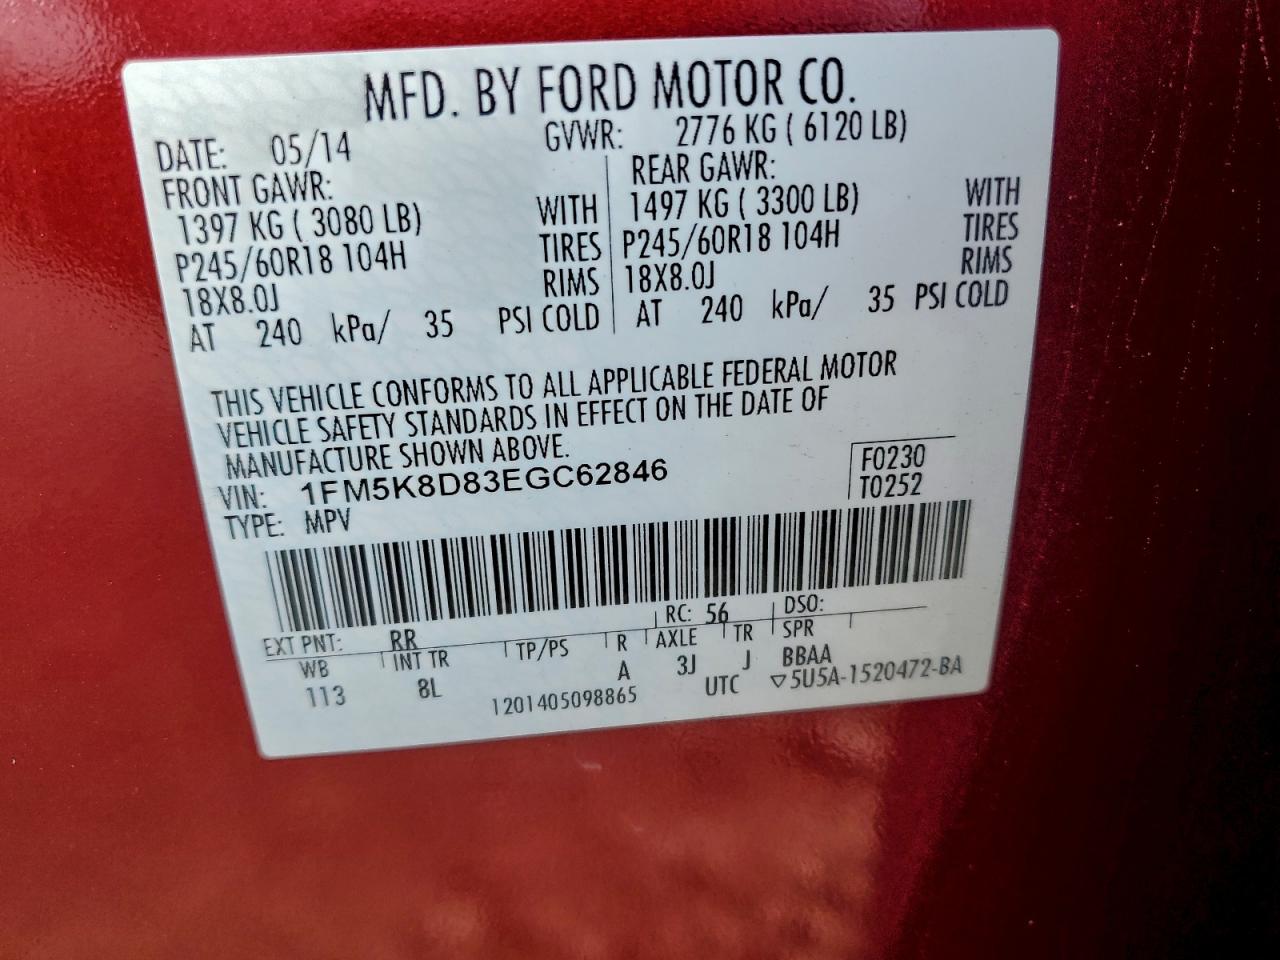 MFD. BY FORD MOTOR CO.
DATE: 05/14 GVWR: 2776 KG ( 6120 LB)
FRONT GAWR: REAR GAWR:
1397 KG ( 3080 LB) WITH 1497 KG ( 3300 LB) WITH
P245/60R18 104H TIRES P245/60R18 104H TIRES
18X8.0J RIMS 18X8.0J RIMS
AT 240 kPa/ 35 PSI COLD AT 240 kPa/ 35 PSI COLD
THIS VEHICLE CONFORMS TO ALL APPLICABLE FEDERAL MOTOR
VEHICLE SAFETY STANDARDS IN EFFECT ON THE DATE OF
MANUFACTURE SHOWN ABOVE.
VIN: 1FM5K8D83EGC62846 F0230
TYPE: MPV T0252
EXT PNT: RR RC: 56 DSO:
WB INT TR TP/PS R AXLE TR SPR
113 8L A 3J J BBAA
1201405098865 UTC ▽5U5A-1520472-BA